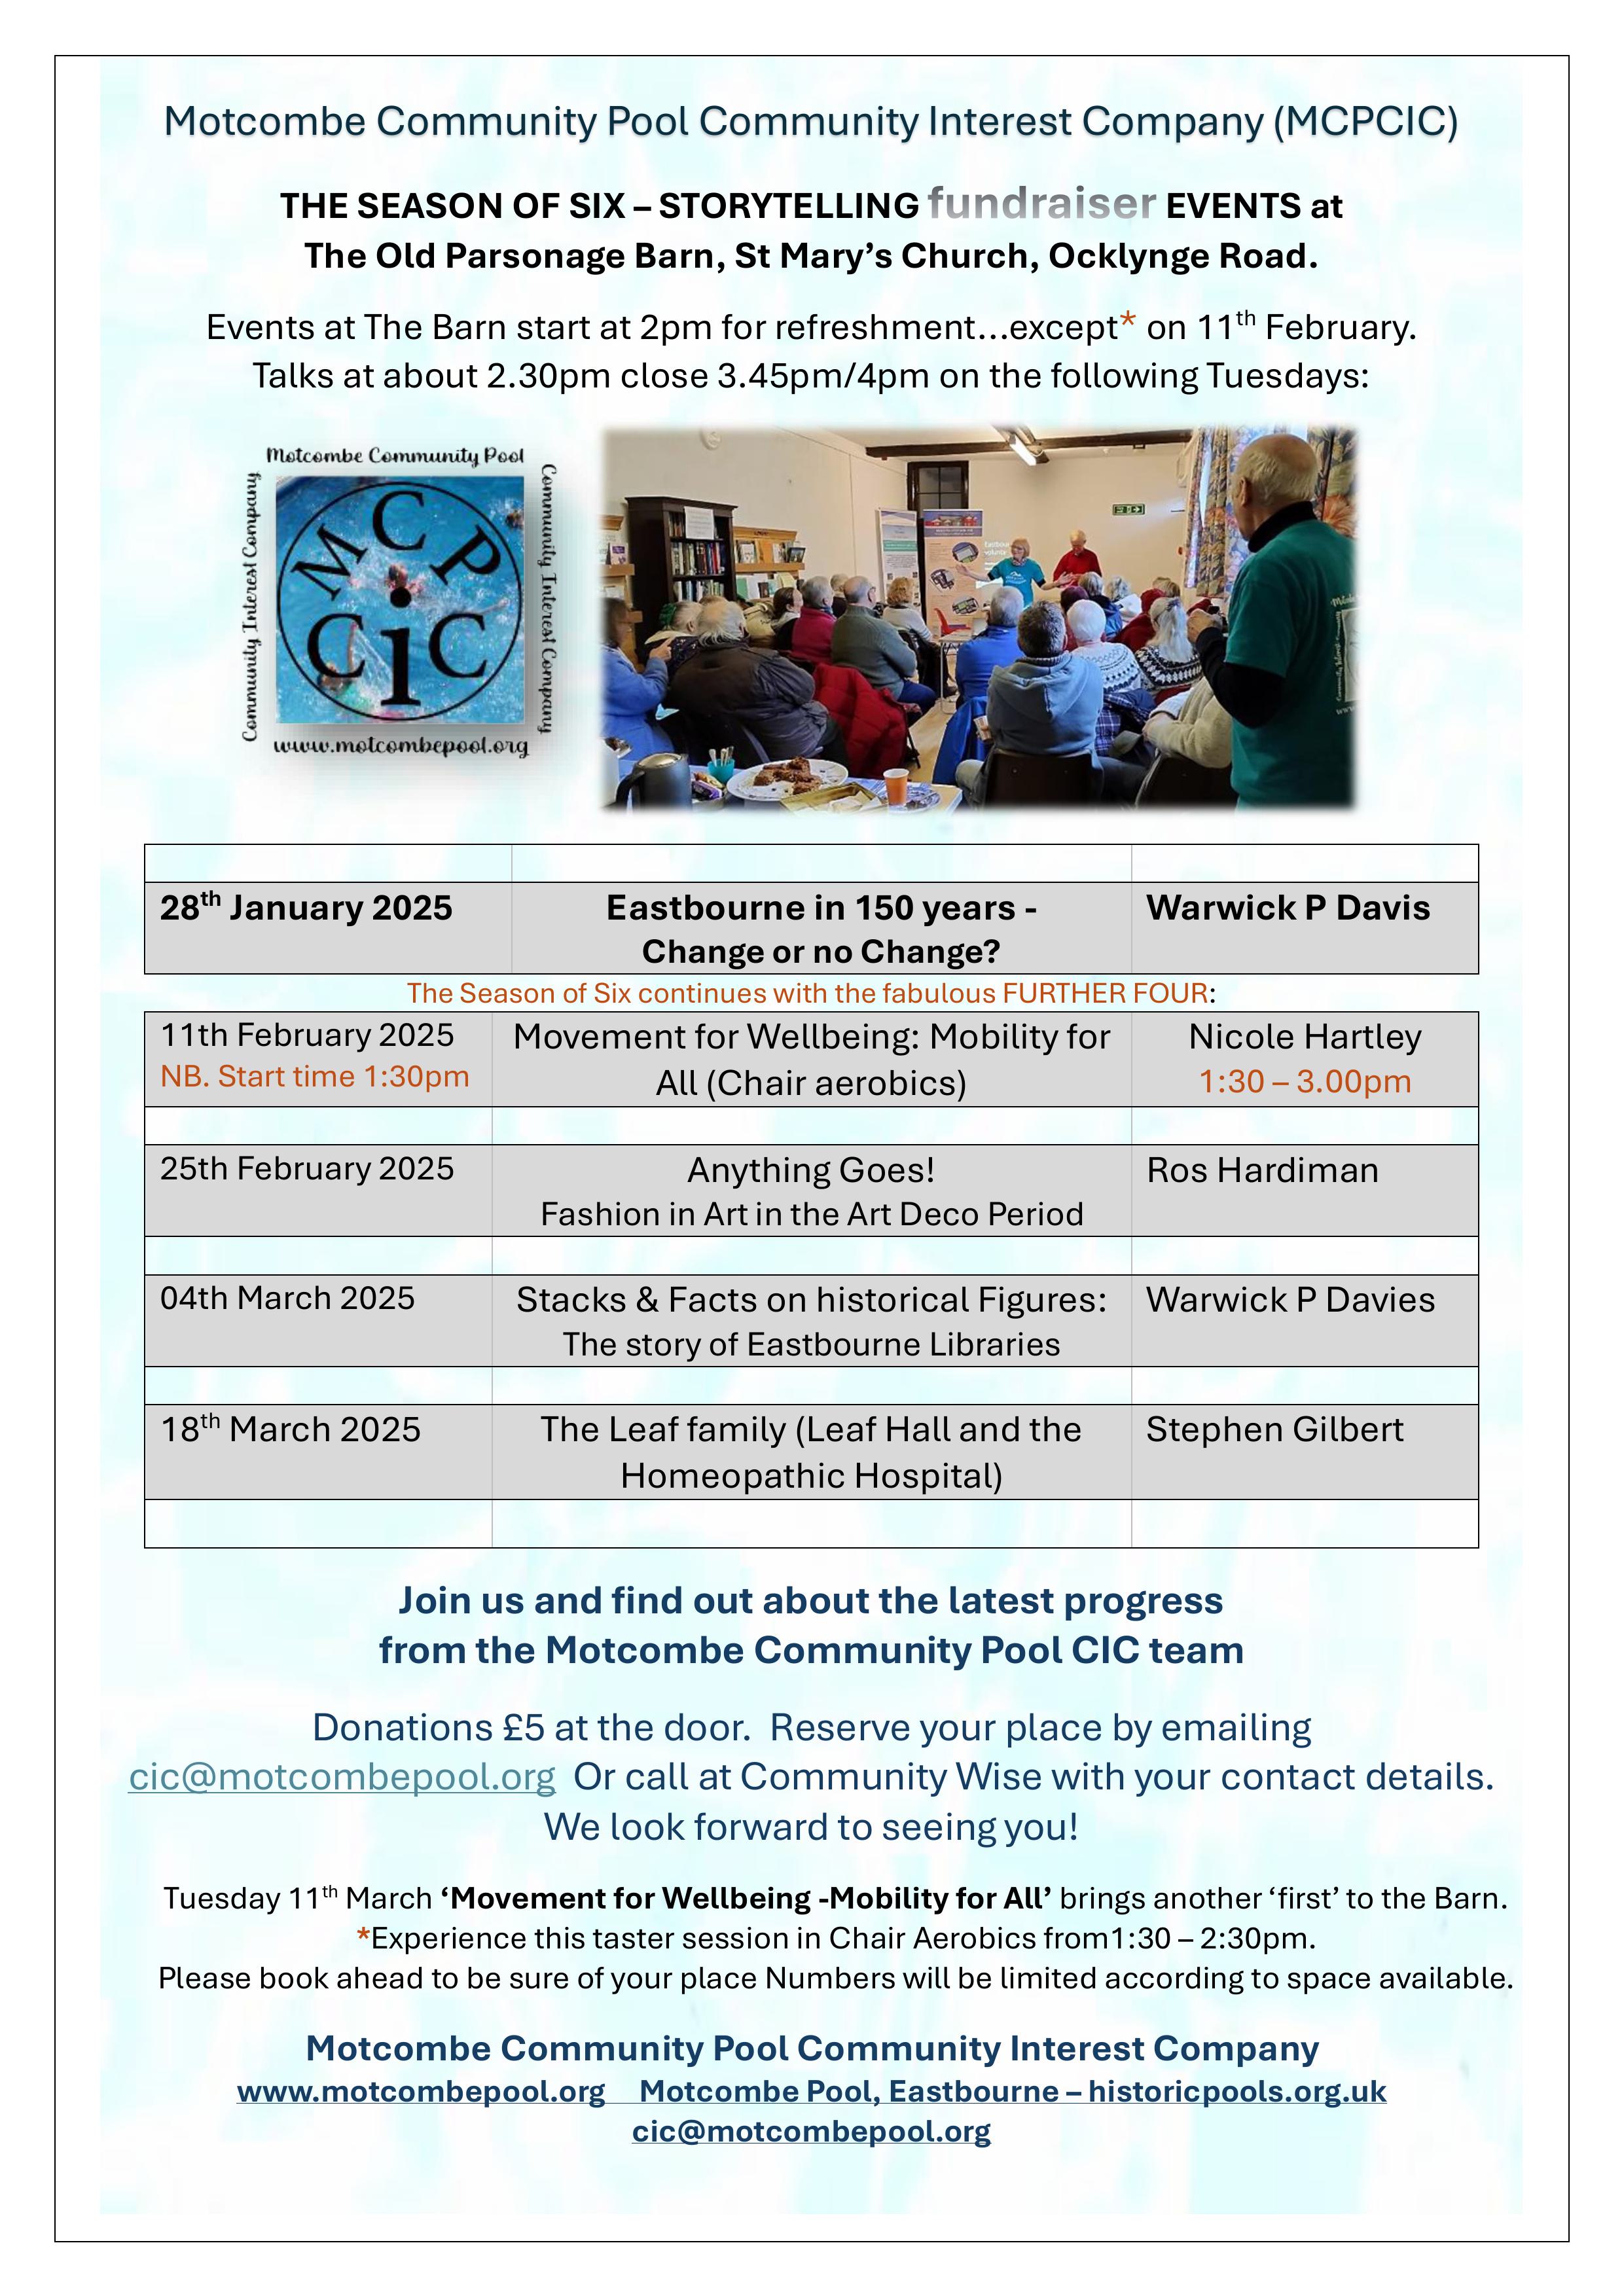 Motcombe Community Pool Community Interest Company (MCPCIC)
THE SEASON OF SIX – STORYTELLING fundraiser EVENTS at
The Old Parsonage Barn, St Mary's Church, Ocklynge Road.
Events at The Barn start at 2pm for refreshment…except* on 11th February.
Talks at about 2.30pm close 3.45pm/4pm on the following Tuesdays:
Motcombe Community Pool
Community Interest Company
M C P
C i C
Community Interest Company
www.motcombepool.org
28th January 2025
Eastbourne in 150 years -
Change or no Change?
Warwick P Davis
The Season of Six continues with the fabulous FURTHER FOUR:
11th February 2025
NB. Start time 1:30pm
Movement for Wellbeing: Mobility for
All (Chair aerobics)
Nicole Hartley
1:30 – 3.00pm
25th February 2025
Anything Goes!
Fashion in Art in the Art Deco Period
Ros Hardiman
04th March 2025
Stacks & Facts on historical Figures:
The story of Eastbourne Libraries
Warwick P Davies
18th March 2025
The Leaf family (Leaf Hall and the
Homeopathic Hospital)
Stephen Gilbert
Join us and find out about the latest progress
from the Motcombe Community Pool CIC team
Donations £5 at the door.  Reserve your place by emailing
cic@motcombepool.org  Or call at Community Wise with your contact details.
We look forward to seeing you!
Tuesday 11th March ‘Movement for Wellbeing -Mobility for All’ brings another ‘first’ to the Barn.
*Experience this taster session in Chair Aerobics from1:30 – 2:30pm.
Please book ahead to be sure of your place Numbers will be limited according to space available.
Motcombe Community Pool Community Interest Company
www.motcombepool.org    Motcombe Pool, Eastbourne – historicpools.org.uk
cic@motcombepool.org